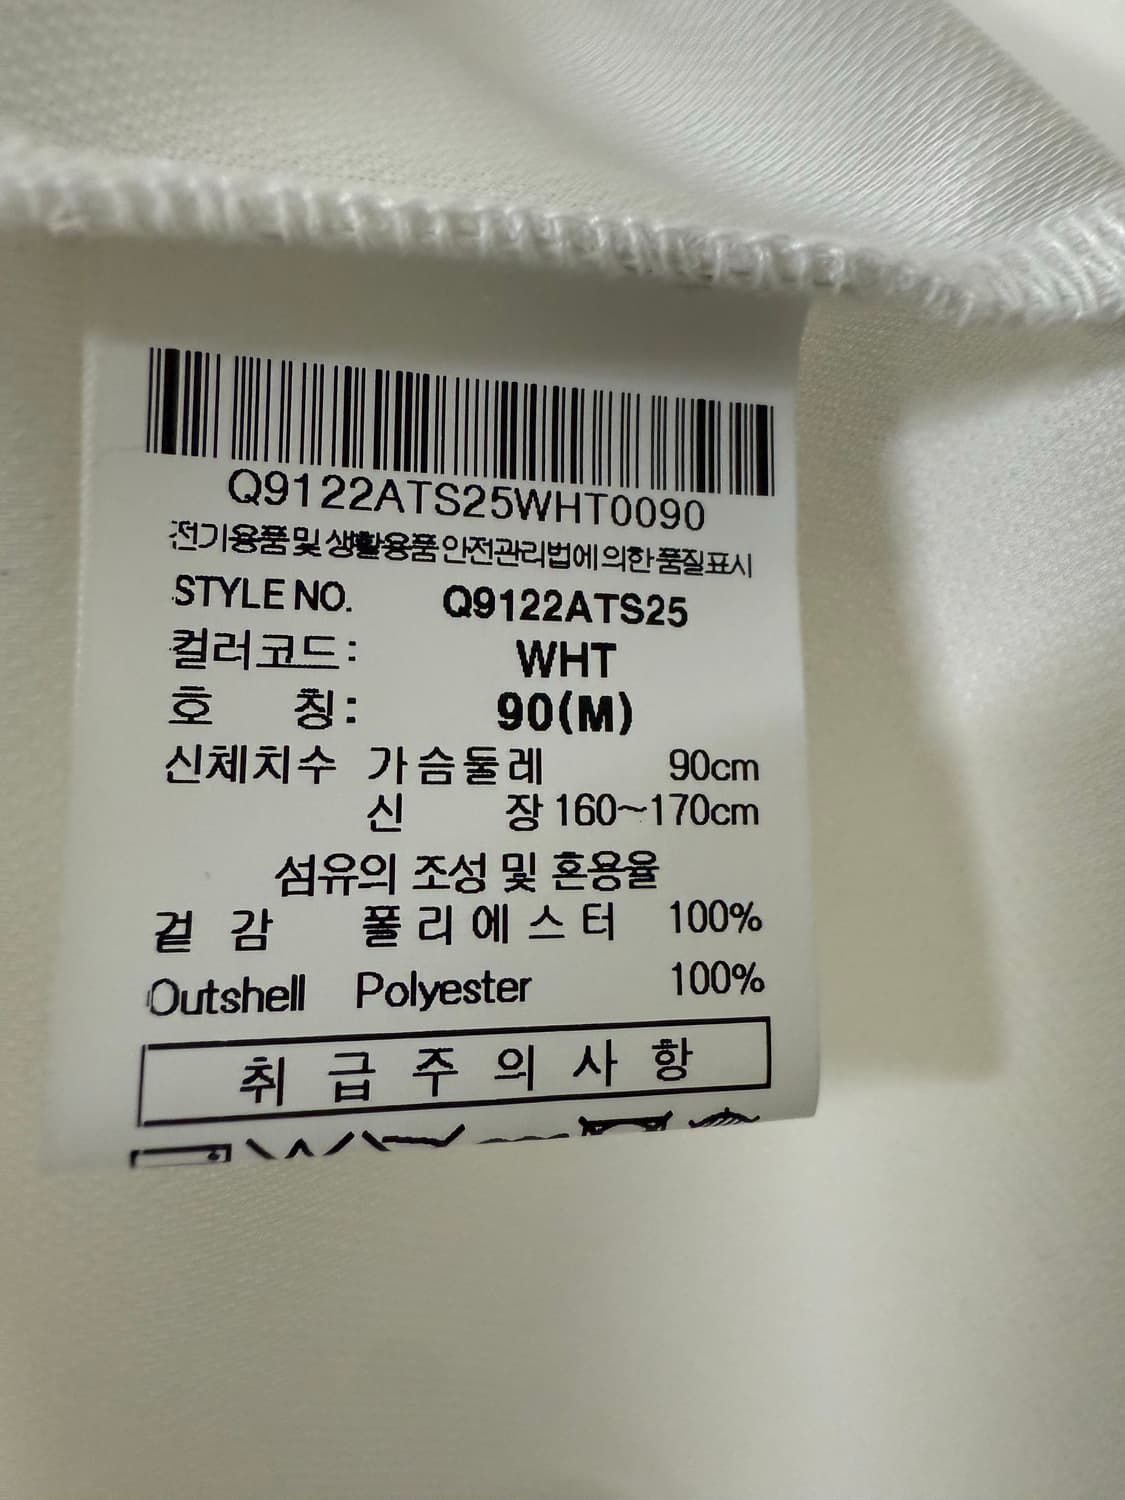 Q9122ATS25WHT0090
전기용품및 생활용품 안전관리법에 의한 품질표시
STYLE NO. Q9122ATS25
컬러코드: WHT
호 칭: 90(M)
신체치수 가슴둘레 90cm
신 장 160~170cm
섬유의 조성 및 혼용율
겉 감 폴리에스터 100%
Outshell Polyester 100%
취급주의사항